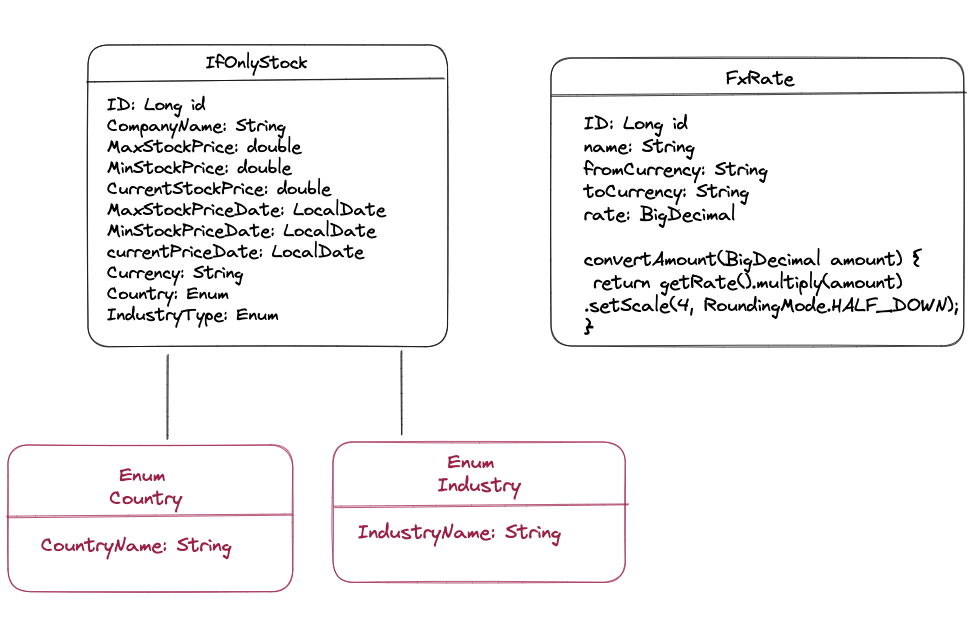 IfOnlyStock
ID: Long id
CompanyName: String
MaxStockPrice: double
MinStockPrice: double
CurrentStockPrice: double
MaxStockPriceDate: LocalDate
MinStockPriceDate: LocalDate
currentPriceDate: LocalDate
Currency: String
Country: Enum
IndustryType: Enum
FxRate
ID: Long id
name: String
fromCurrency: String
toCurrency: String
rate: BigDecimal
convertAmount(BigDecimal amount) {
return getRate().multiply(amount)
.setScale(4, RoundingMode.HALF_DOWN);
}
Enum
Country
CountryName: String
Enum
Industry
IndustryName: String